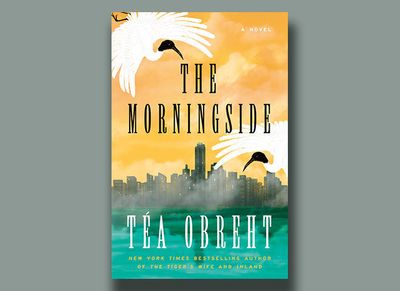 A NOVEL
THE
MORNINGSIDE
TÉA OBREHT
NEW YORK TIMES BESTSELLING AUTHOR
OF THE TIGER'S WIFE AND INLAND